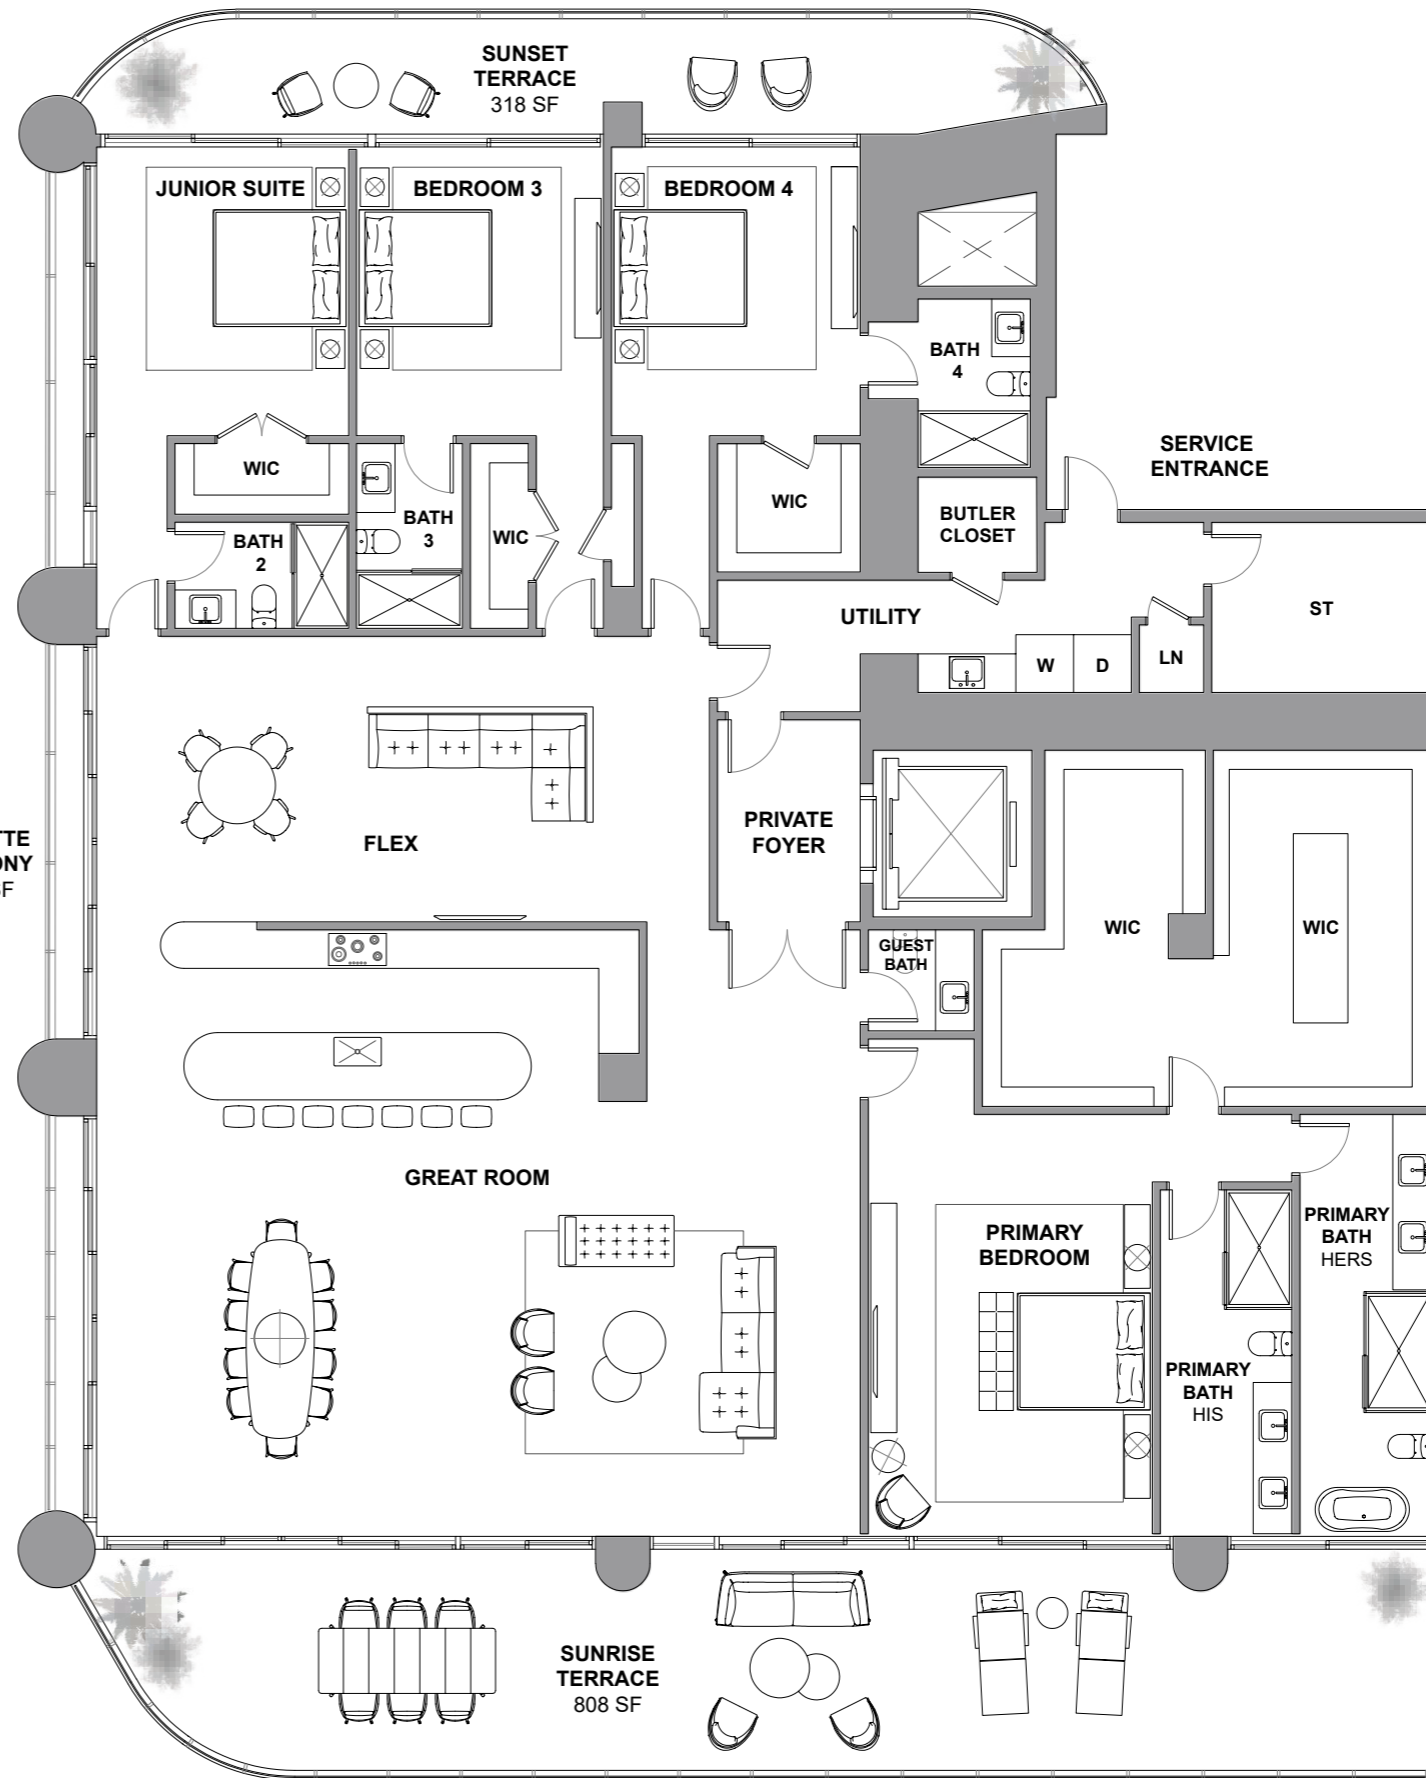 SUNSET
TERRACE
318 SF
JUNIOR SUITE
BEDROOM 3
BEDROOM 4
BATH
4
SERVICE
ENTRANCE
WIC
WIC
BATH
3
WIC
BUTLER
CLOSET
BATH
2
UTILITY
ST
W
D
LN
PRIVATE
FOYER
FLEX
WIC
WIC
GUEST
BATH
GREAT ROOM
PRIMARY
BEDROOM
PRIMARY
BATH
HERS
PRIMARY
BATH
HIS
SUNRISE
TERRACE
808 SF